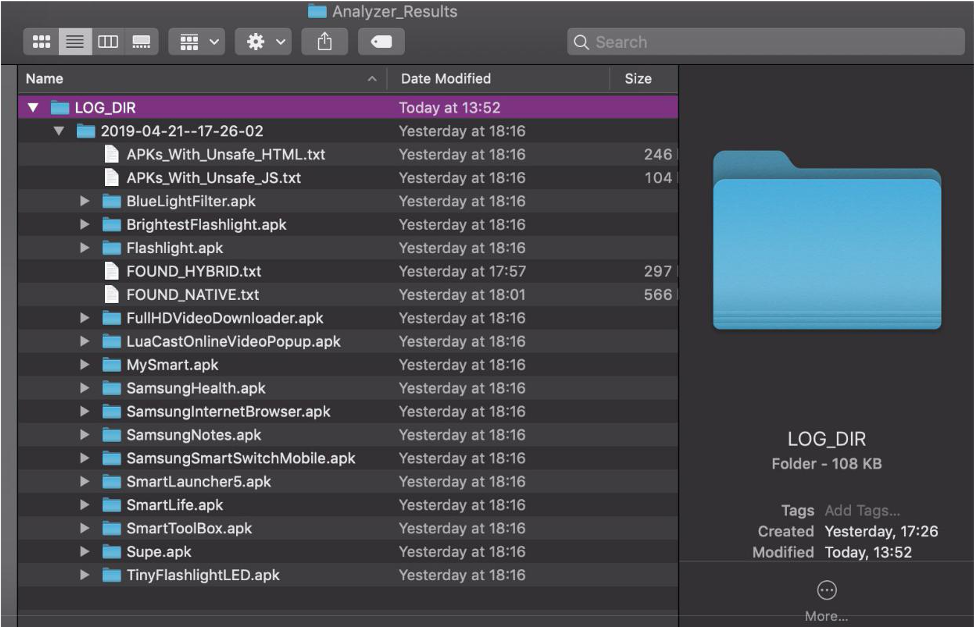 Analyzer_Results
Search
Name Date Modified Size
LOG_DIR Today at 13:52
2019-04-21--17-26-02 Yesterday at 18:16
APKs_With_Unsafe_HTML.txt Yesterday at 18:16 246
APKs_With_Unsafe_JS.txt Yesterday at 18:16 104
BlueLightFilter.apk Yesterday at 18:16
BrightestFlashlight.apk Yesterday at 18:16
Flashlight.apk Yesterday at 18:16
FOUND_HYBRID.txt Yesterday at 17:57 297
FOUND_NATIVE.txt Yesterday at 18:01 566
FullHDVideoDownloader.apk Yesterday at 18:16
LuaCastOnlineVideoPopup.apk Yesterday at 18:16
MySmart.apk Yesterday at 18:16
SamsungHealth.apk Yesterday at 18:16
SamsungInternetBrowser.apk Yesterday at 18:16
SamsungNotes.apk Yesterday at 18:16
SamsungSmartSwitchMobile.apk Yesterday at 18:16
SmartLauncher5.apk Yesterday at 18:16
SmartLife.apk Yesterday at 18:16
SmartToolBox.apk Yesterday at 18:16
Supe.apk Yesterday at 18:16
TinyFlashlightLED.apk Yesterday at 18:16
LOG_DIR
Folder - 108 KB
Tags Add Tags...
Created Yesterday, 17:26
Modified Today, 13:52
More...